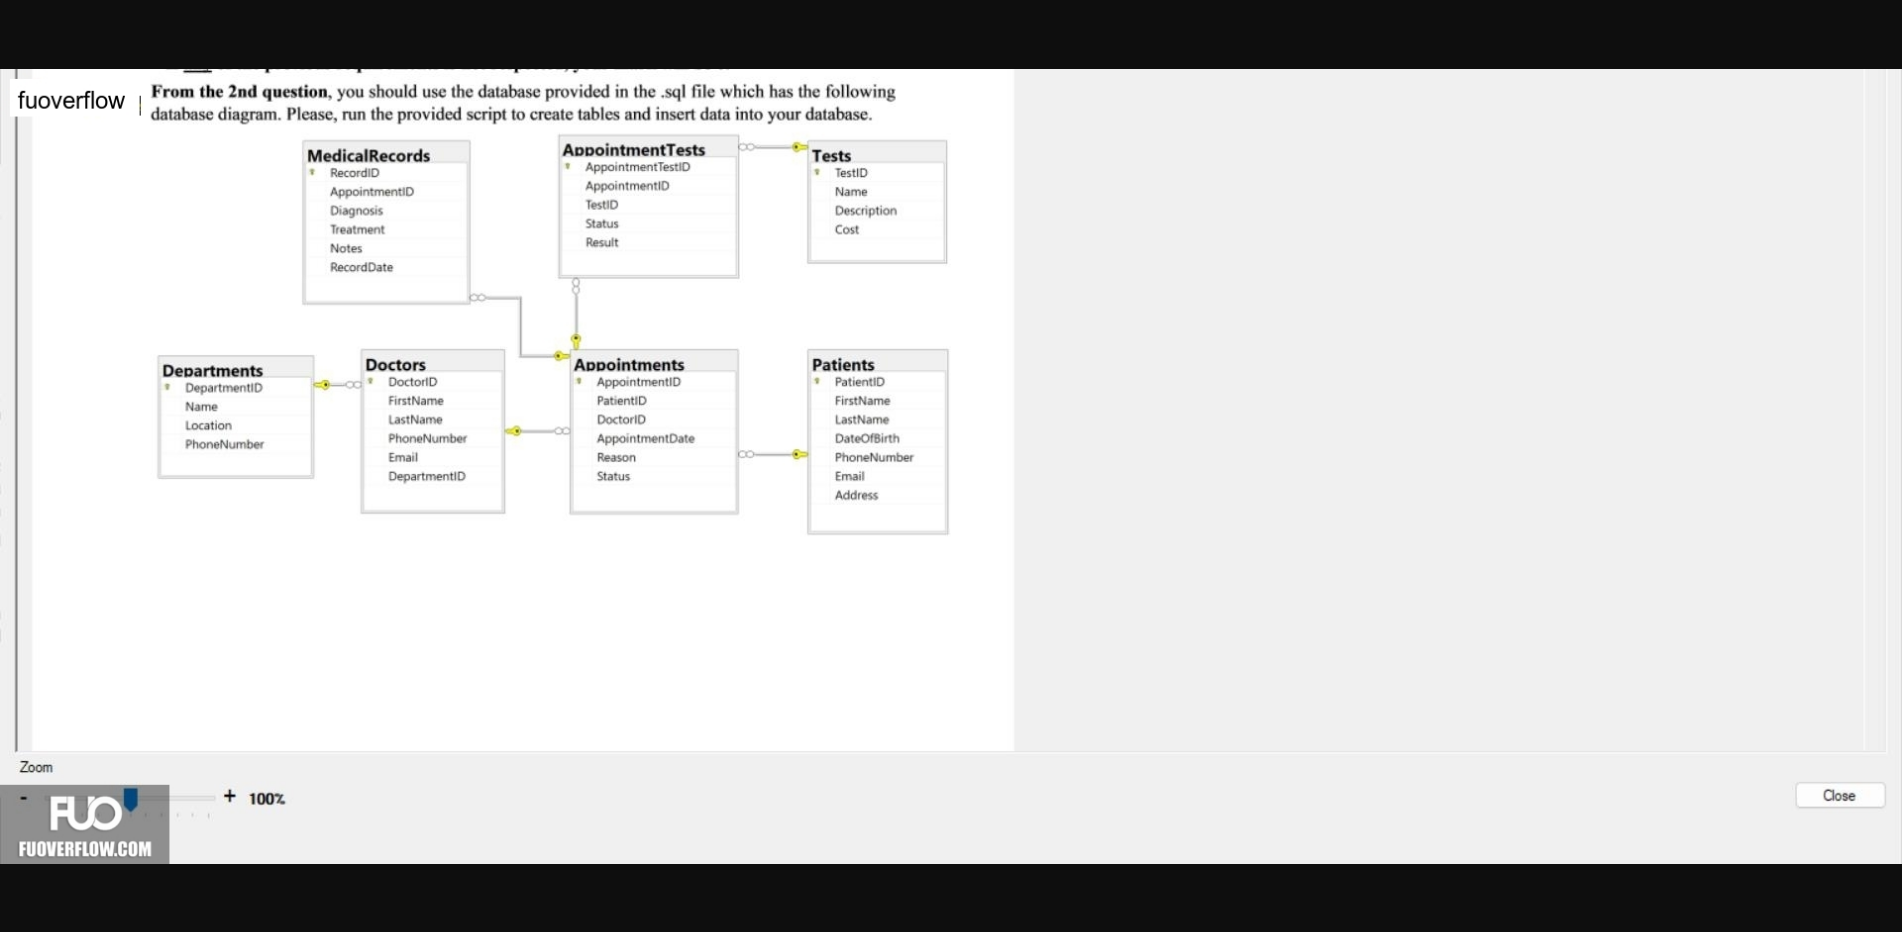 fuoverflow
From the 2nd question, you should use the database provided in the .sql file which has the following
database diagram. Please, run the provided script to create tables and insert data into your database.
MedicalRecords
RecordID
AppointmentID
Diagnosis
Treatment
Notes
RecordDate
AppointmentTests
AppointmentTestID
AppointmentID
TestID
Status
Result
Tests
TestID
Name
Description
Cost
Departments
DepartmentID
Name
Location
PhoneNumber
Doctors
DoctorID
FirstName
LastName
PhoneNumber
Email
DepartmentID
Appointments
AppointmentID
PatientID
DoctorID
AppointmentDate
Reason
Status
Patients
PatientID
FirstName
LastName
DateOfBirth
PhoneNumber
Email
Address
Zoom
- + 100%
Close
FUO
FUOVERFLOW.COM